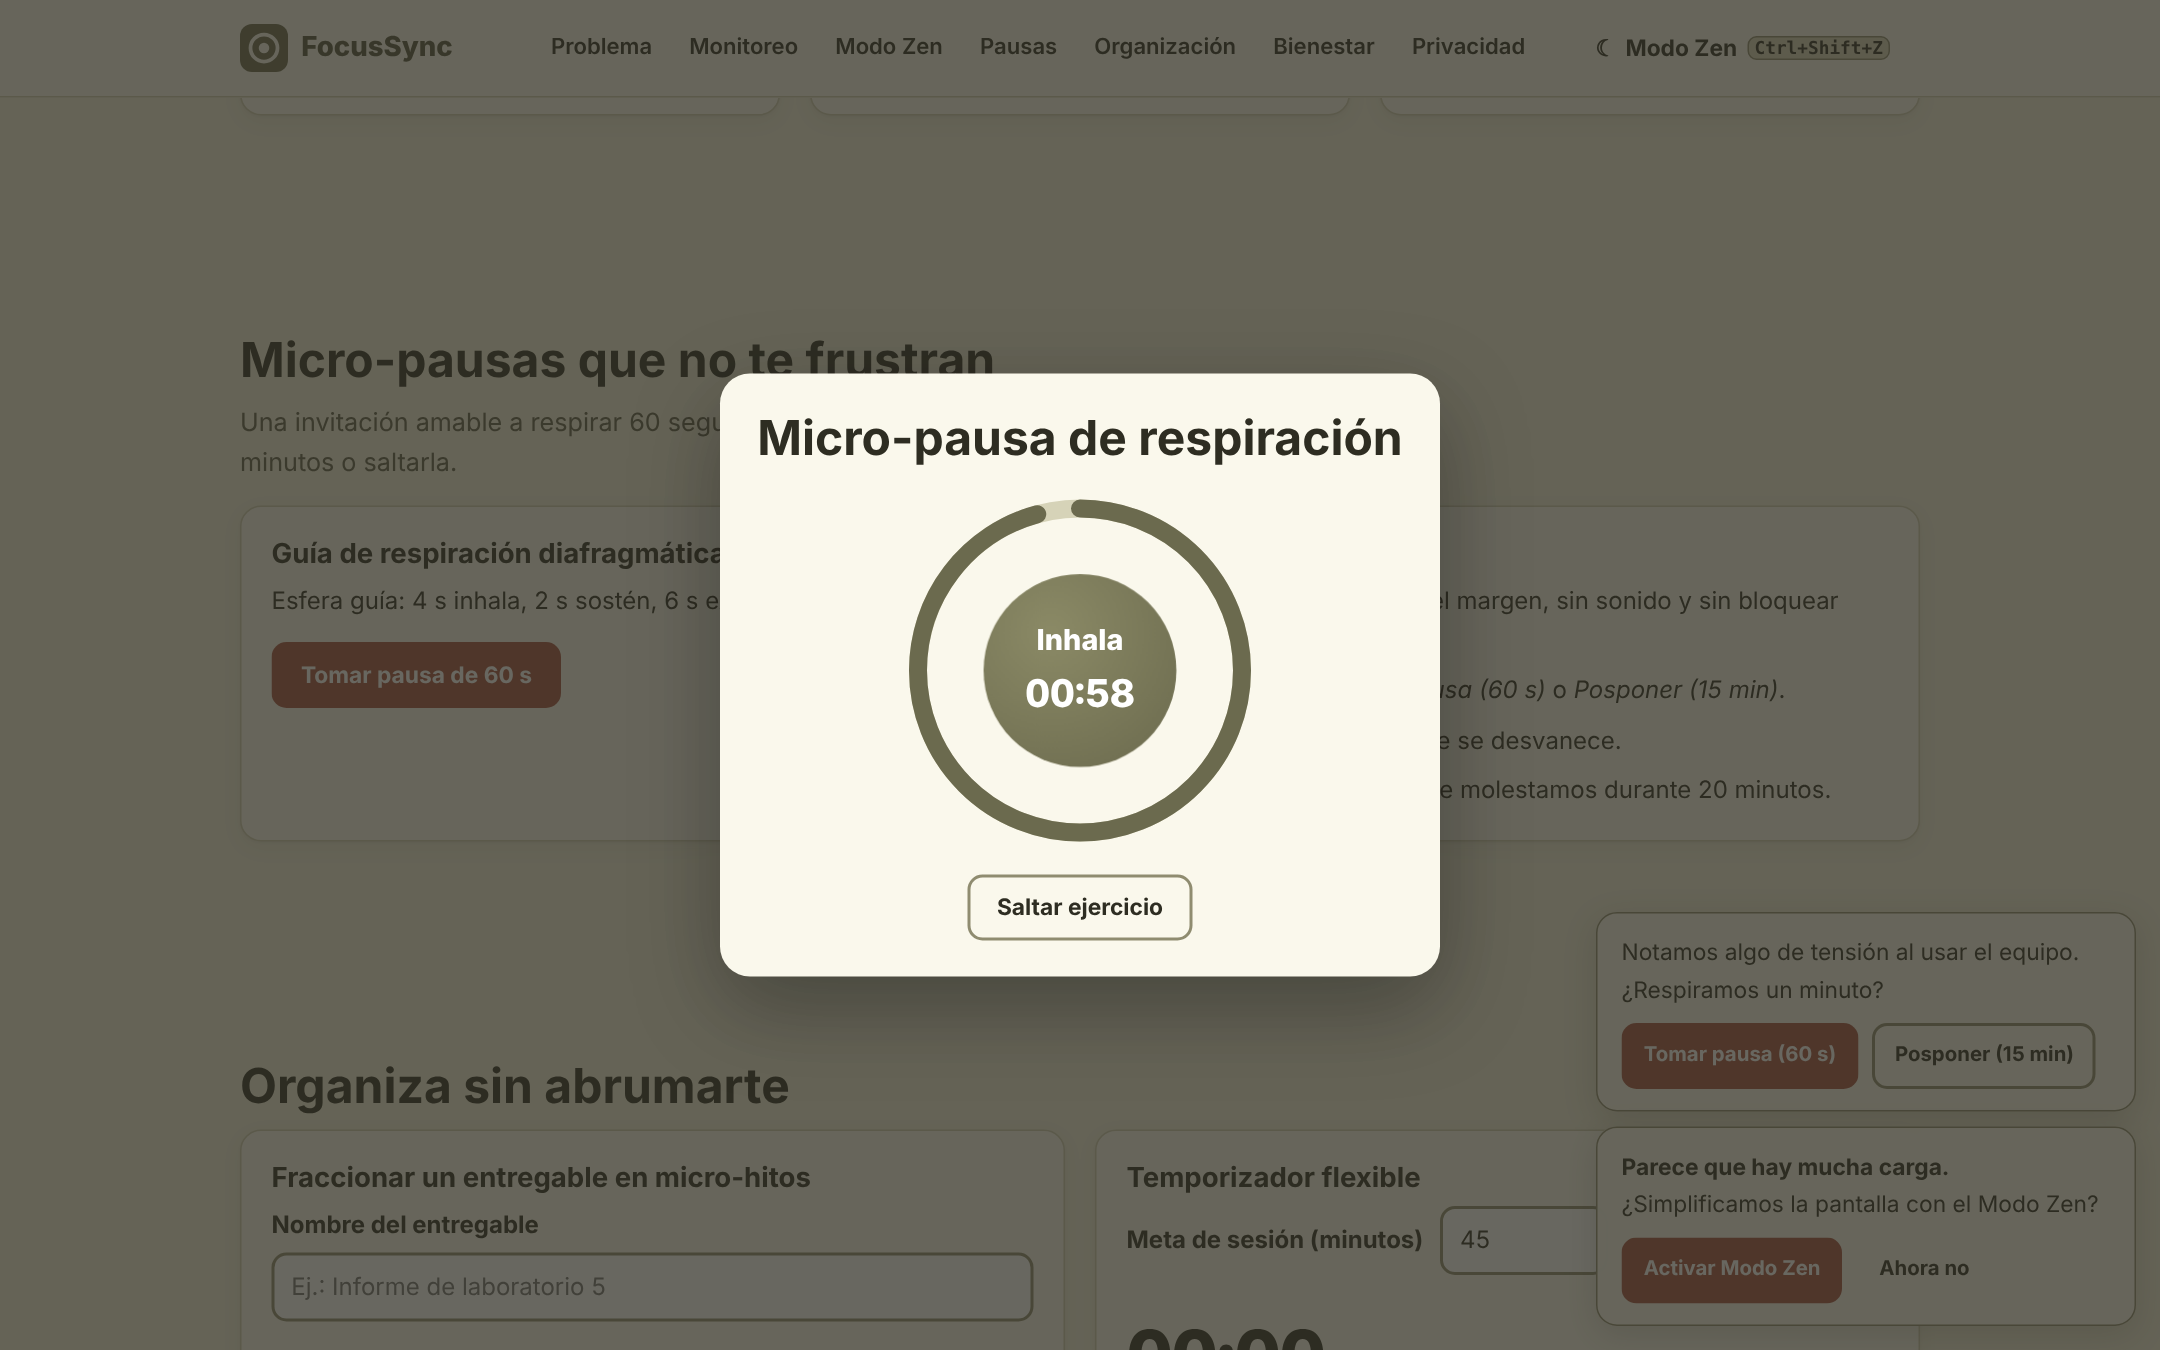 FocusSync
Problema
Monitoreo
Modo Zen
Pausas
Organización
Bienestar
Privacidad
Modo Zen Ctrl+Shift+Z
Micro-pausas que no te frustran
Una invitación amable a respirar 60 segu
minutos o saltarla.
Guía de respiración diafragmática
Esfera guía: 4 s inhala, 2 s sostén, 6 s e
Tomar pausa de 60 s
Micro-pausa de respiración
Inhala
00:58
Saltar ejercicio
el margen, sin sonido y sin bloquear
usa (60 s) o Posponer (15 min).
e se desvanece.
e molestamos durante 20 minutos.
Organiza sin abrumarte
Fraccionar un entregable en micro-hitos
Nombre del entregable
Ej.: Informe de laboratorio 5
Temporizador flexible
Meta de sesión (minutos)
45
00:00
Notamos algo de tensión al usar el equipo.
¿Respiramos un minuto?
Tomar pausa (60 s)
Posponer (15 min)
Parece que hay mucha carga.
¿Simplificamos la pantalla con el Modo Zen?
Activar Modo Zen
Ahora no